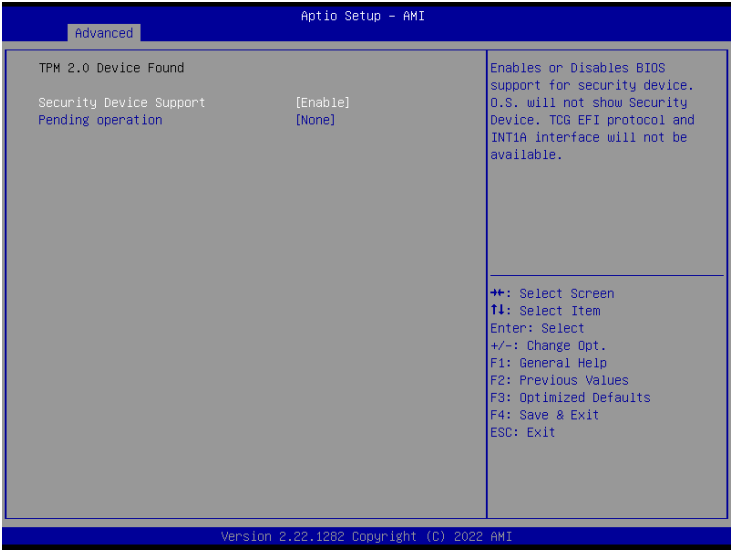 Aptio Setup - AMI
Advanced
TPM 2.0 Device Found
Security Device Support [Enable]
Pending operation [None]
Enables or Disables BIOS
support for security device.
O.S. will not show Security
Device. TCG EFI protocol and
INT1A interface will not be
available.
→←: Select Screen
↑↓: Select Item
Enter: Select
+/-: Change Opt.
F1: General Help
F2: Previous Values
F3: Optimized Defaults
F4: Save & Exit
ESC: Exit
Version 2.22.1282 Copyright (C) 2022 AMI